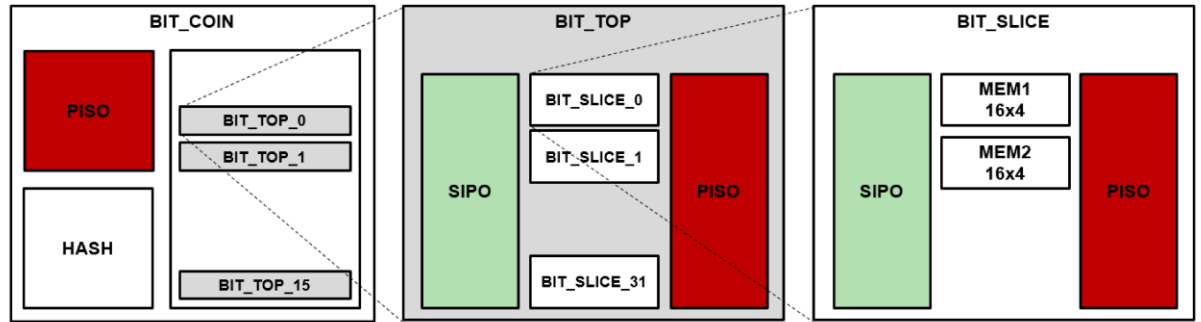 BIT_COIN
PISO
HASH
BIT_TOP_0
BIT_TOP_1
BIT_TOP_15
BIT_TOP
SIPO
BIT_SLICE_0
BIT_SLICE_1
BIT_SLICE_31
PISO
BIT_SLICE
SIPO
MEM1
16x4
MEM2
16x4
PISO